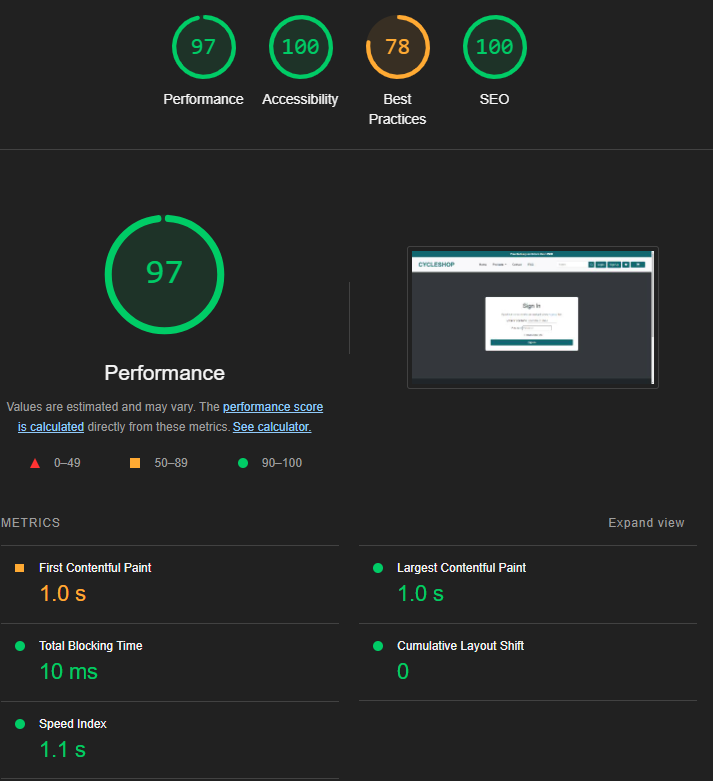 97
100
78
100
Performance
Accessibility
Best
Practices
SEO
97
Performance
Values are estimated and may vary. The performance score
is calculated directly from these metrics. See calculator.
0–49
50–89
90–100
CYCLESHOP
Sign In
METRICS
Expand view
First Contentful Paint
1.0 s
Largest Contentful Paint
1.0 s
Total Blocking Time
10 ms
Cumulative Layout Shift
0
Speed Index
1.1 s